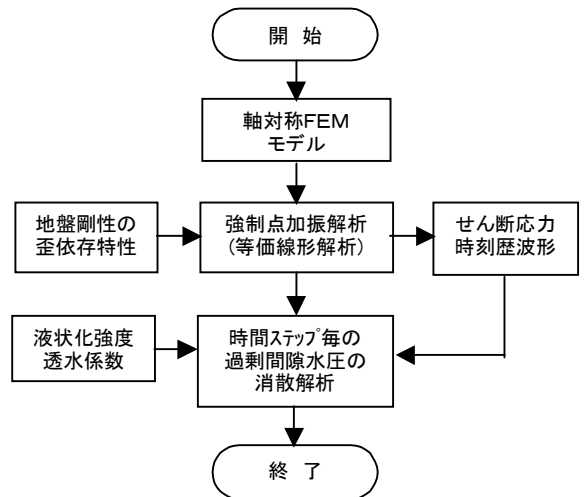 開 始
軸対称FEM
モデル
地盤剛性の
歪依存特性
強制点加振解析
(等価線形解析)
せん断応力
時刻歴波形
液状化強度
透水係数
時間ｽﾃｯﾌﾟ毎の
過剰間隙水圧の
消散解析
終 了